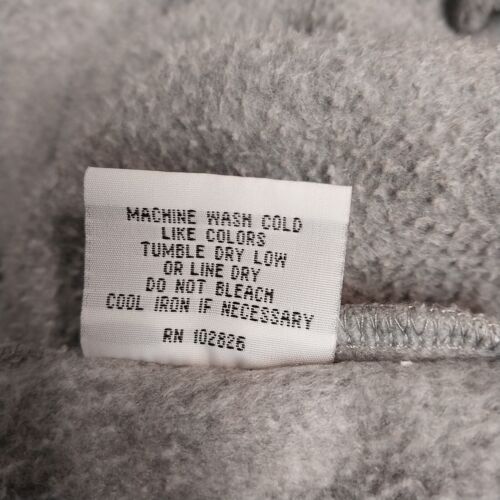 MACHINE WASH COLD
LIKE COLORS
TUMBLE DRY LOW
OR LINE DRY
DO NOT BLEACH
COOL IRON IF NECESSARY
RN 102826